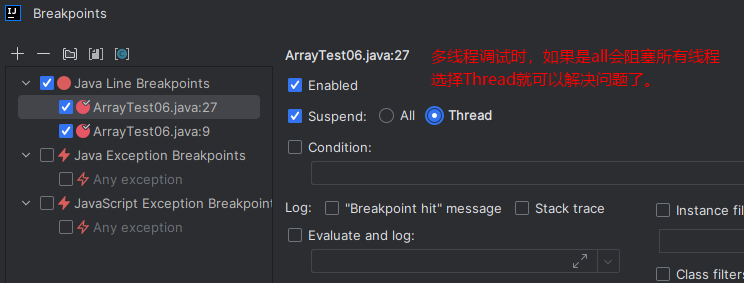 IJ Breakpoints
ArrayTest06.java:27 多线程调试时，如果是all会阻塞所有线程
选择Thread就可以解决问题了。
Java Line Breakpoints
ArrayTest06.java:27
ArrayTest06.java:9
Java Exception Breakpoints
Any exception
JavaScript Exception Breakpoint
Any exception
Enabled
Suspend: All Thread
Condition:
Log: "Breakpoint hit" message Stack trace
Evaluate and log:
Instance fil
Class filters